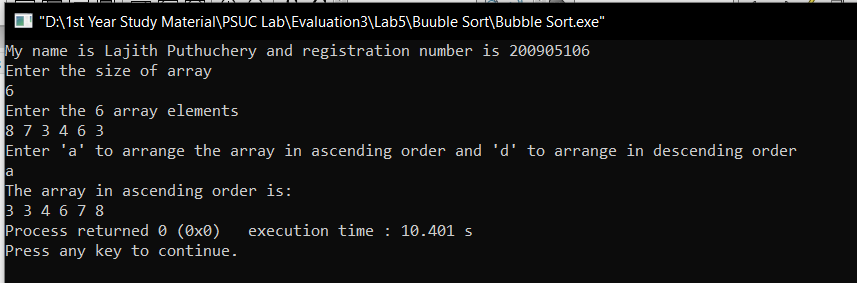 "D:\1st Year Study Material\PSUC Lab\Evaluation3\Lab5\Buuble Sort\Bubble Sort.exe"
My name is Lajith Puthuchery and registration number is 200905106
Enter the size of array
6
Enter the 6 array elements
8 7 3 4 6 3
Enter 'a' to arrange the array in ascending order and 'd' to arrange in descending order
a
The array in ascending order is:
3 3 4 6 7 8
Process returned 0 (0x0)   execution time : 10.401 s
Press any key to continue.